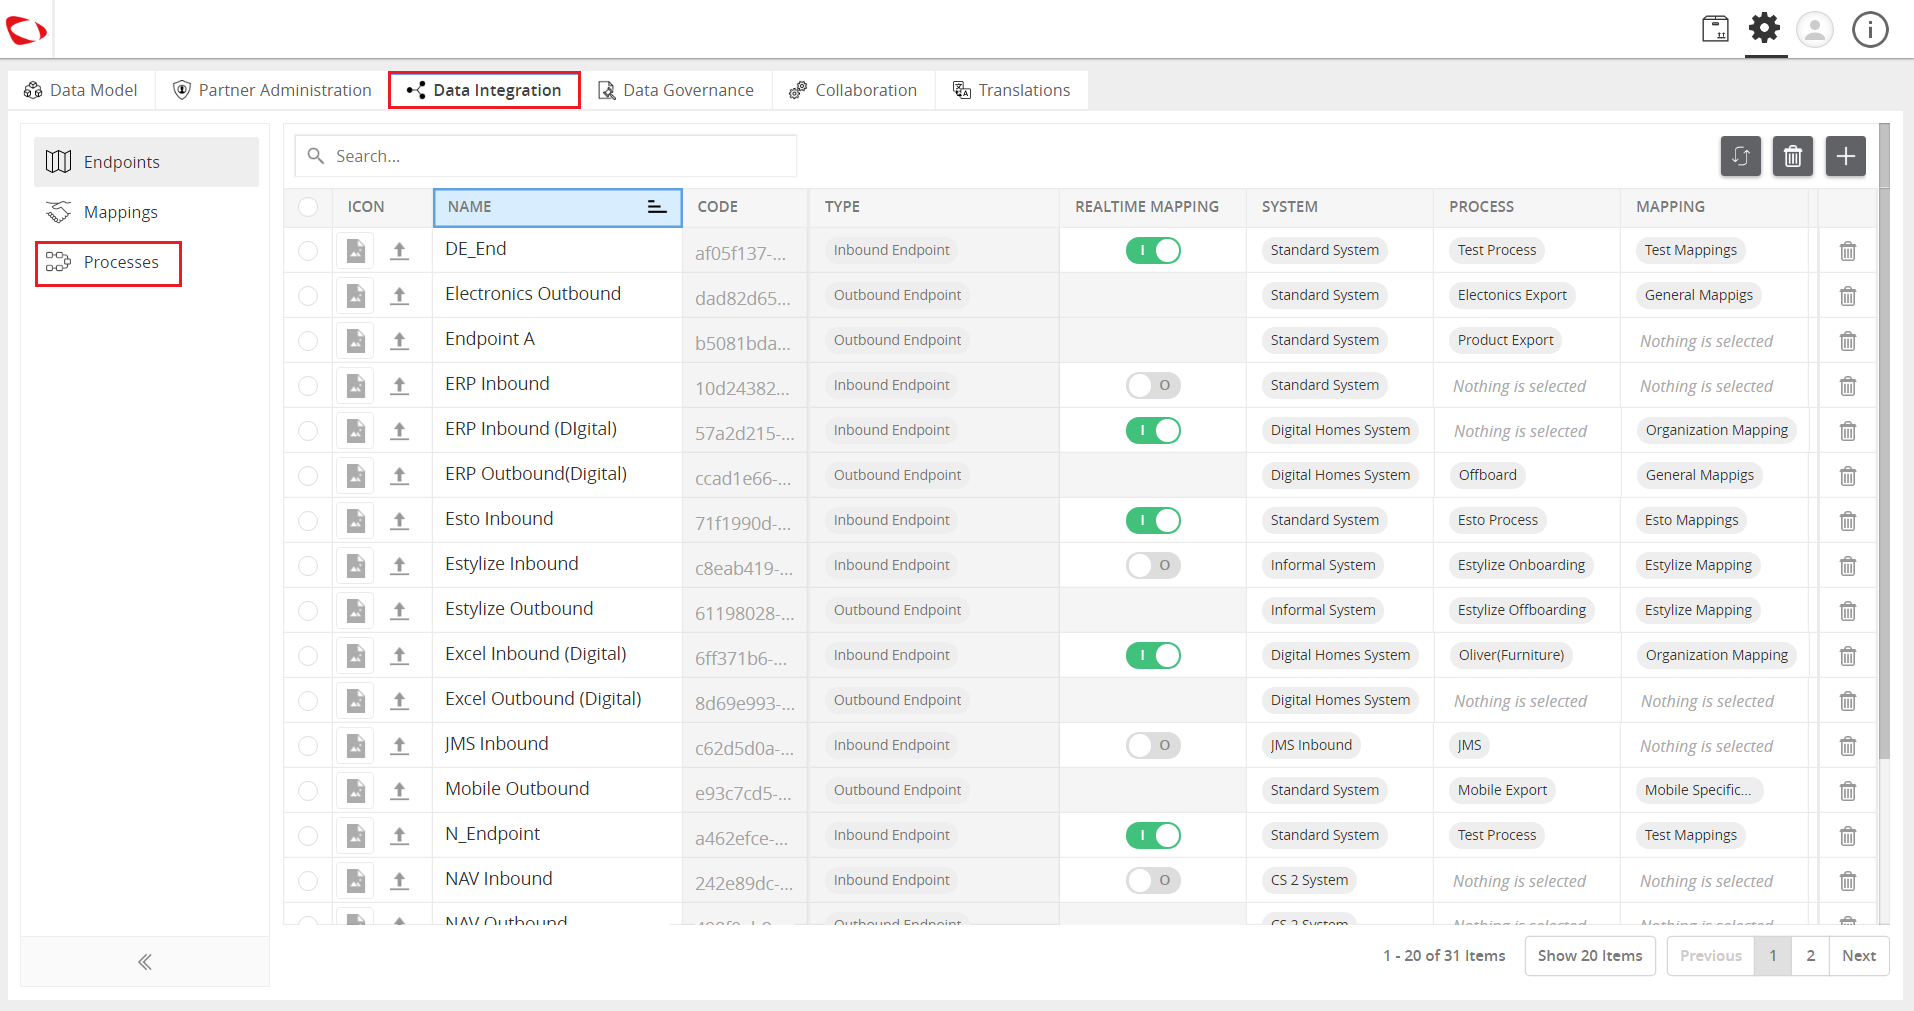 Data Model
Partner Administration
Data Integration
Data Governance
Collaboration
Translations
Endpoints
Mappings
Processes
Search...
ICON NAME CODE TYPE REALTIME MAPPING SYSTEM PROCESS MAPPING
DE_End af05f137-... Inbound Endpoint I Standard System Test Process Test Mappings
Electronics Outbound dad82d65... Outbound Endpoint Standard System Electonics Export General Mappigs
Endpoint A b5081bda... Outbound Endpoint Standard System Product Export Nothing is selected
ERP Inbound 10d24382... Inbound Endpoint O Standard System Nothing is selected Nothing is selected
ERP Inbound (DIgital) 57a2d215-... Inbound Endpoint I Digital Homes System Nothing is selected Organization Mapping
ERP Outbound(Digital) ccad1e66-... Outbound Endpoint Digital Homes System Offboard General Mappigs
Esto Inbound 71f1990d-... Inbound Endpoint I Standard System Esto Process Esto Mappings
Estylize Inbound c8eab419-... Inbound Endpoint O Informal System Estylize Onboarding Estylize Mapping
Estylize Outbound 61198028-... Outbound Endpoint Informal System Estylize Offboarding Estylize Mapping
Excel Inbound (Digital) 6ff371b6-... Inbound Endpoint I Digital Homes System Oliver(Furniture) Organization Mapping
Excel Outbound (Digital) 8d69e993-... Outbound Endpoint Digital Homes System Nothing is selected Nothing is selected
JMS Inbound c62d5d0a-... Inbound Endpoint O JMS Inbound JMS Nothing is selected
Mobile Outbound e93c7cd5-... Outbound Endpoint Standard System Mobile Export Mobile Specific...
N_Endpoint a462efce-... Inbound Endpoint I Standard System Test Process Test Mappings
NAV Inbound 242e89dc-... Inbound Endpoint O CS 2 System Nothing is selected Nothing is selected
NAV Outbound Outbound Endpoint CS 2 System Nothing is selected Nothing is selected
1 - 20 of 31 Items Show 20 Items Previous 1 2 Next